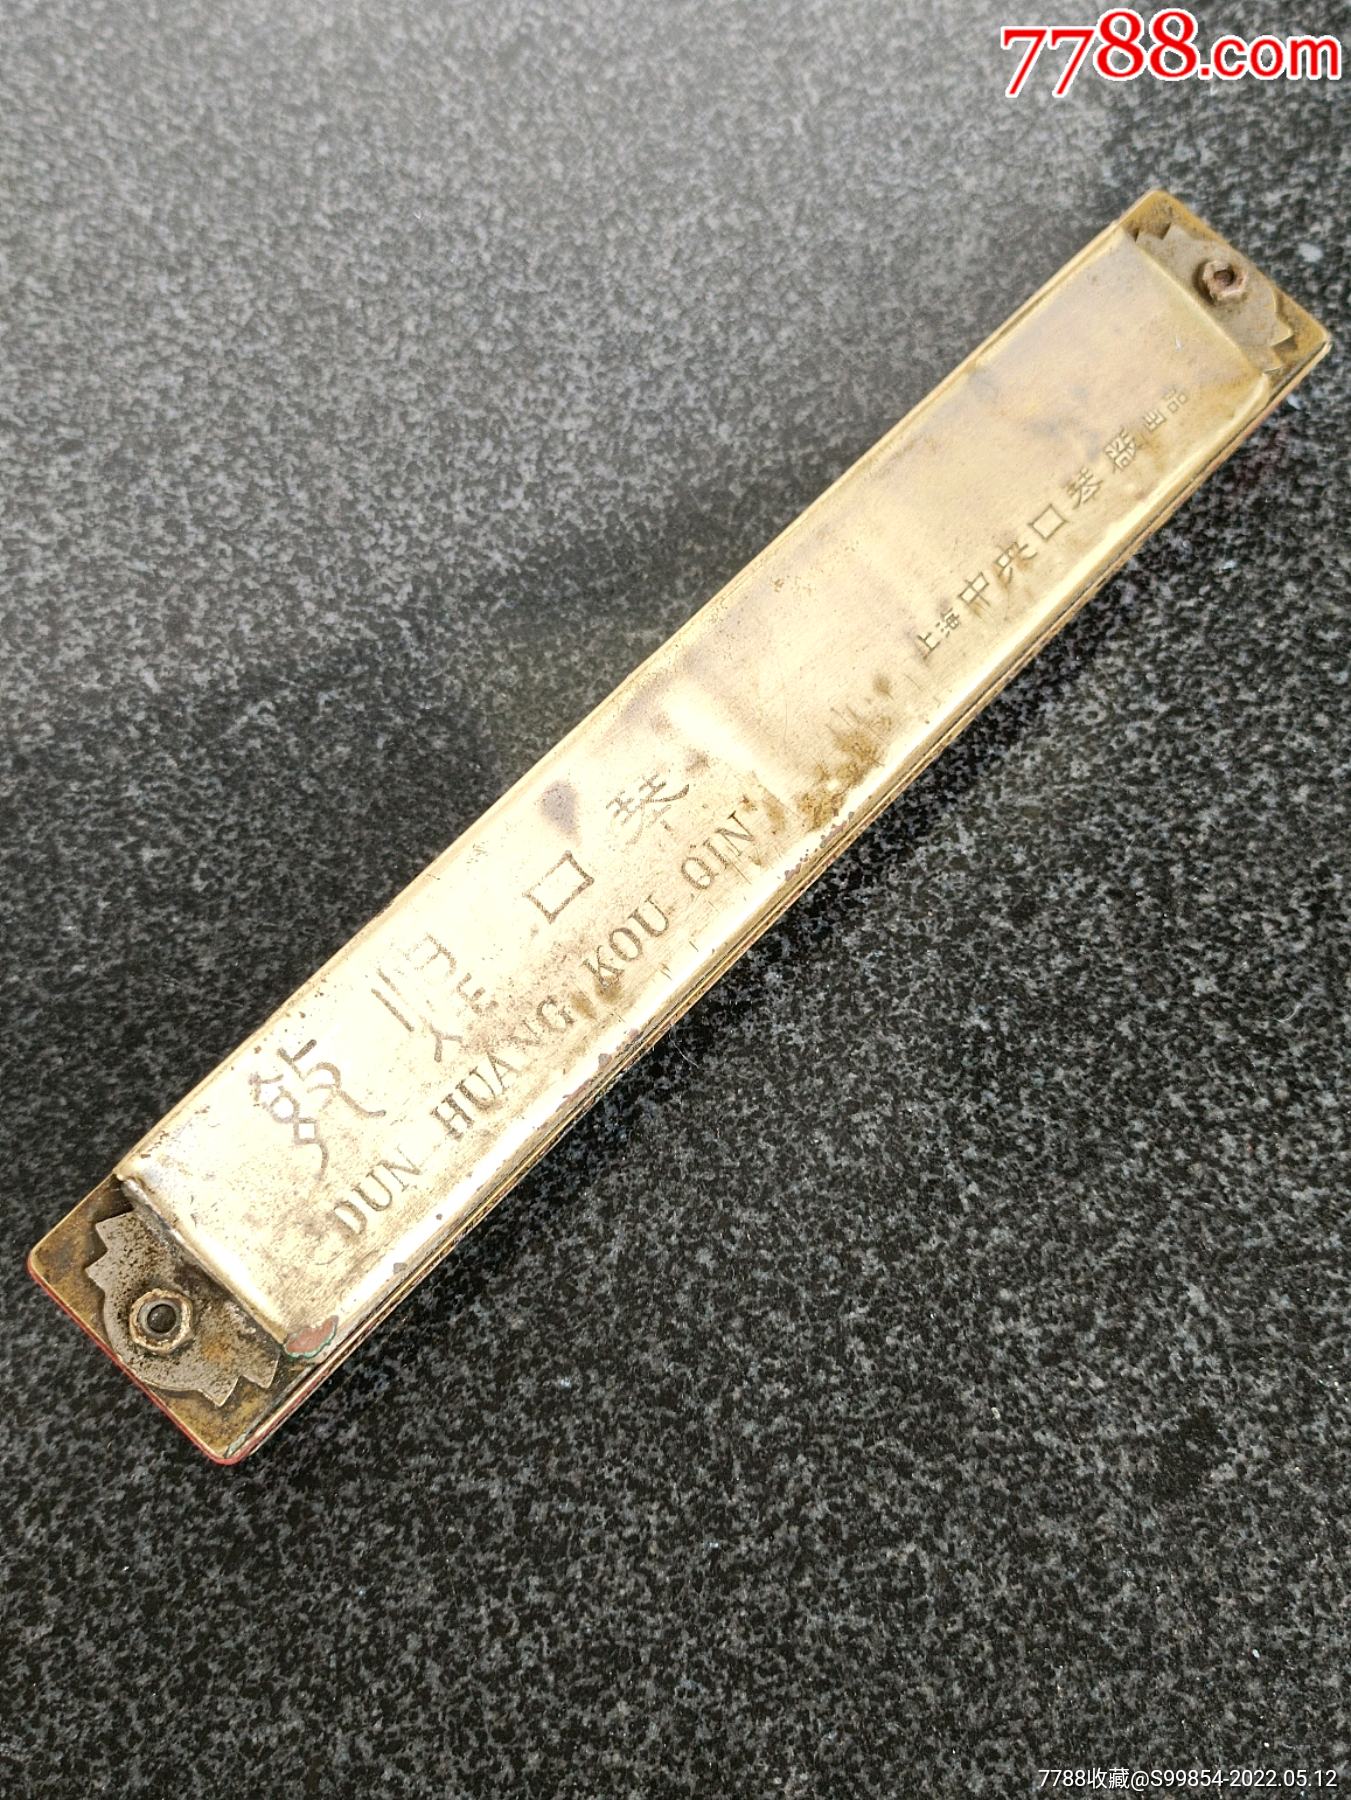 7788.com
上海中央口琴厰出品
敦煌口琴
DUN HUANG KOU QIN
7788收藏@S99854-2022.05.12